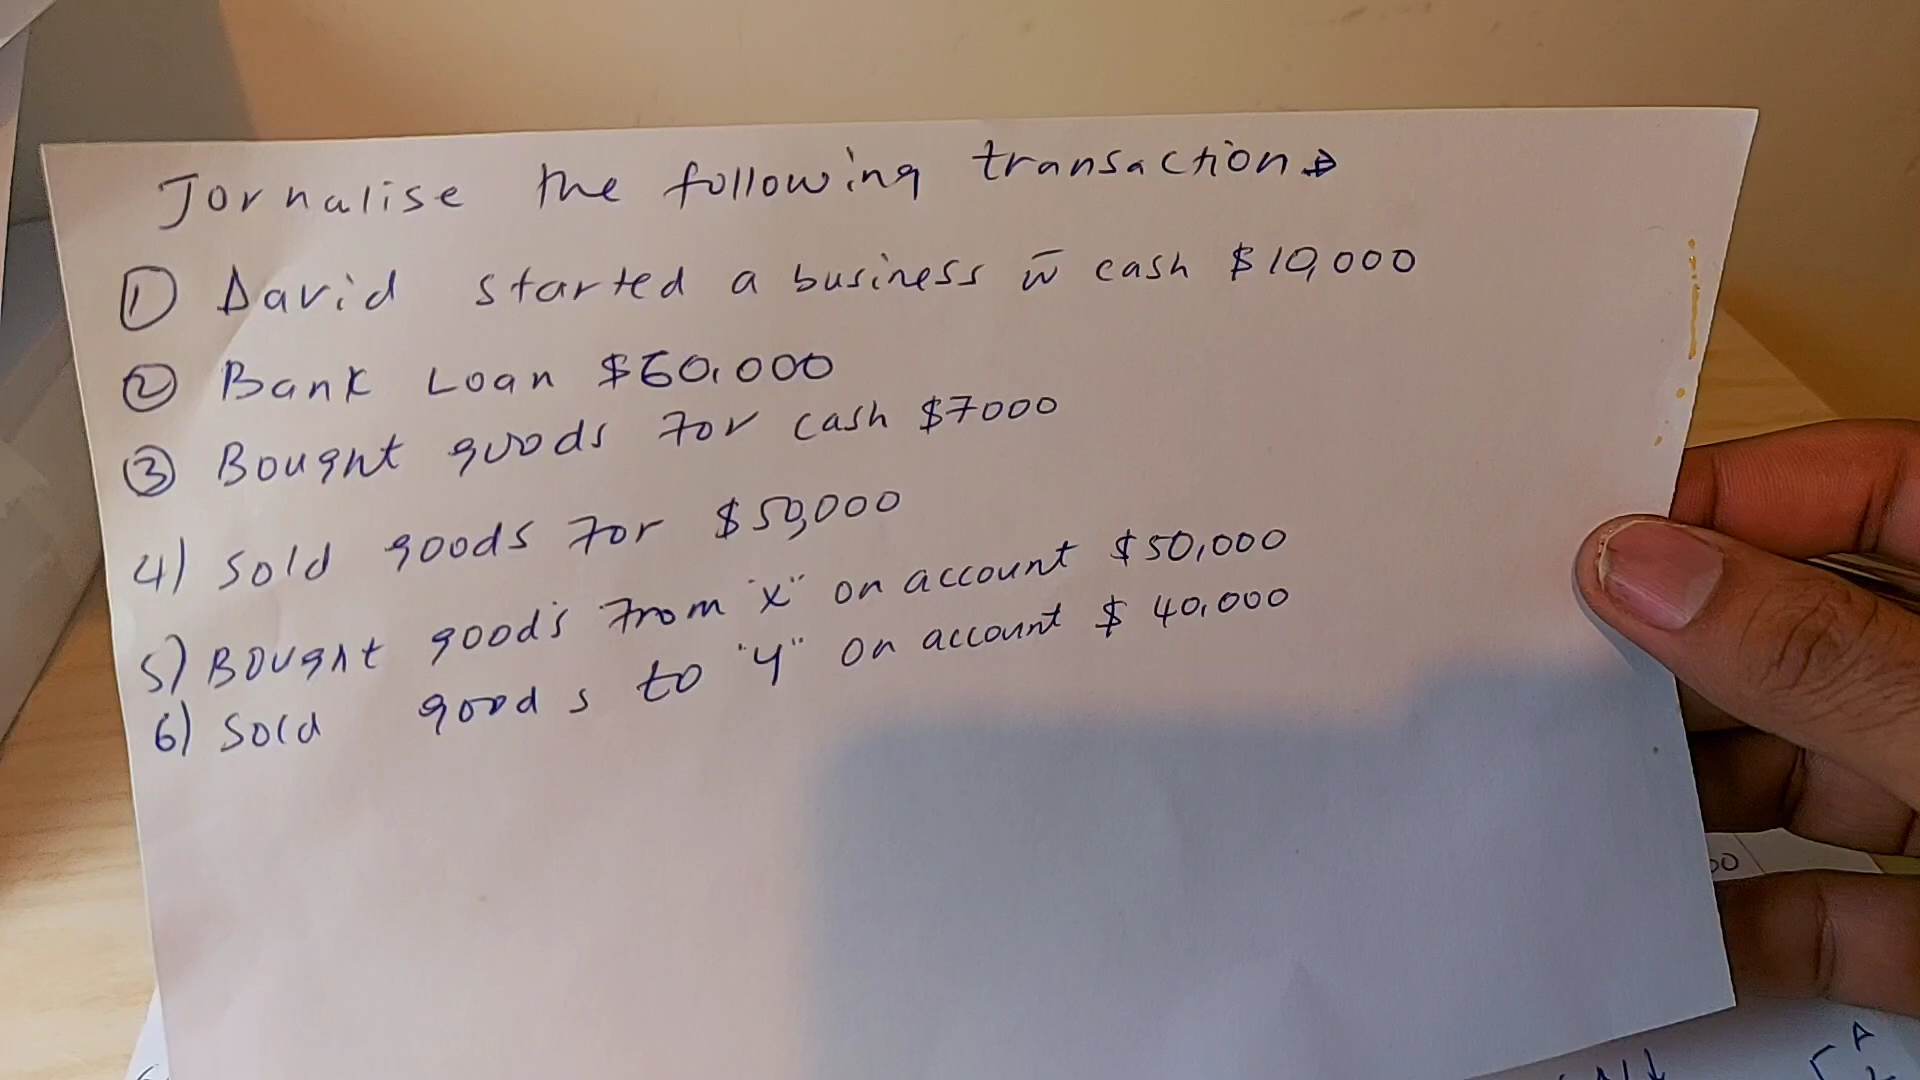 Jornalise the following transactions
① David started a business w̄ cash $10,000
② Bank Loan $60,000
③ Bought goods for cash $7000
4) Sold goods for $50,000
5) Bought goods from "x" on account $50,000
6) Sold goods to "y" on account $ 40,000